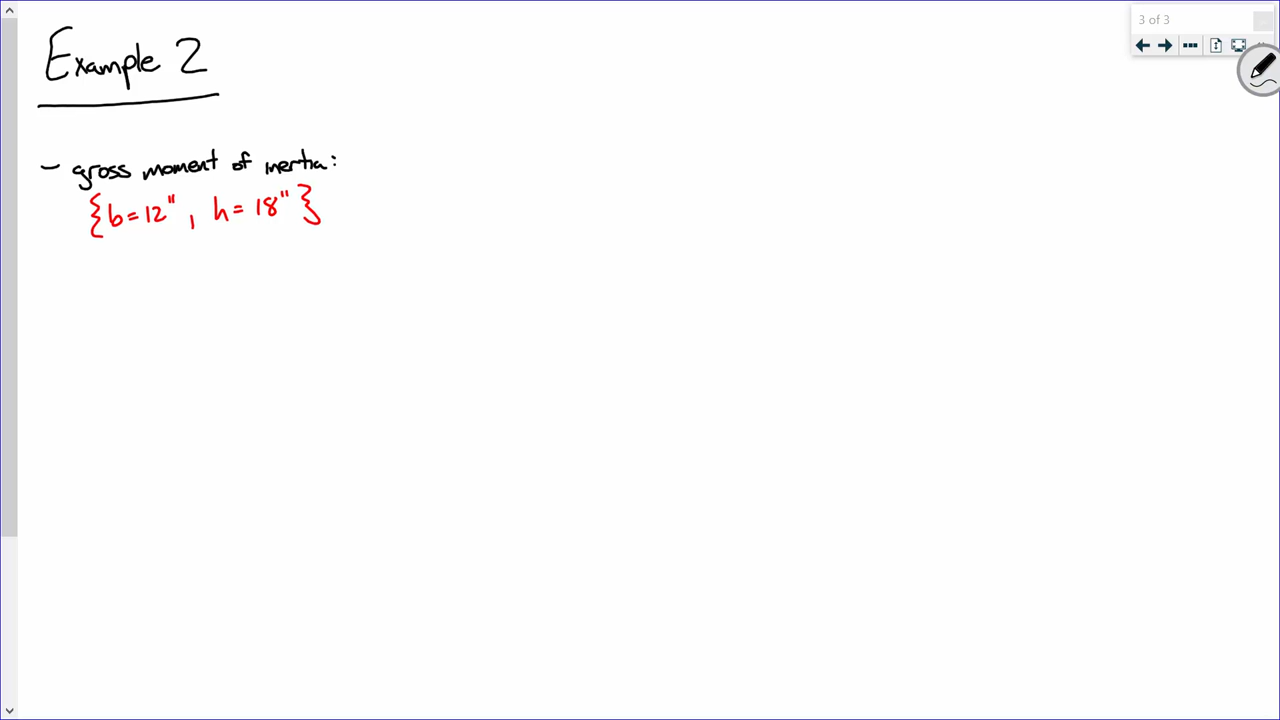 3 of 3
Example 2
- gross moment of inertia:
{b=12", h=18"}